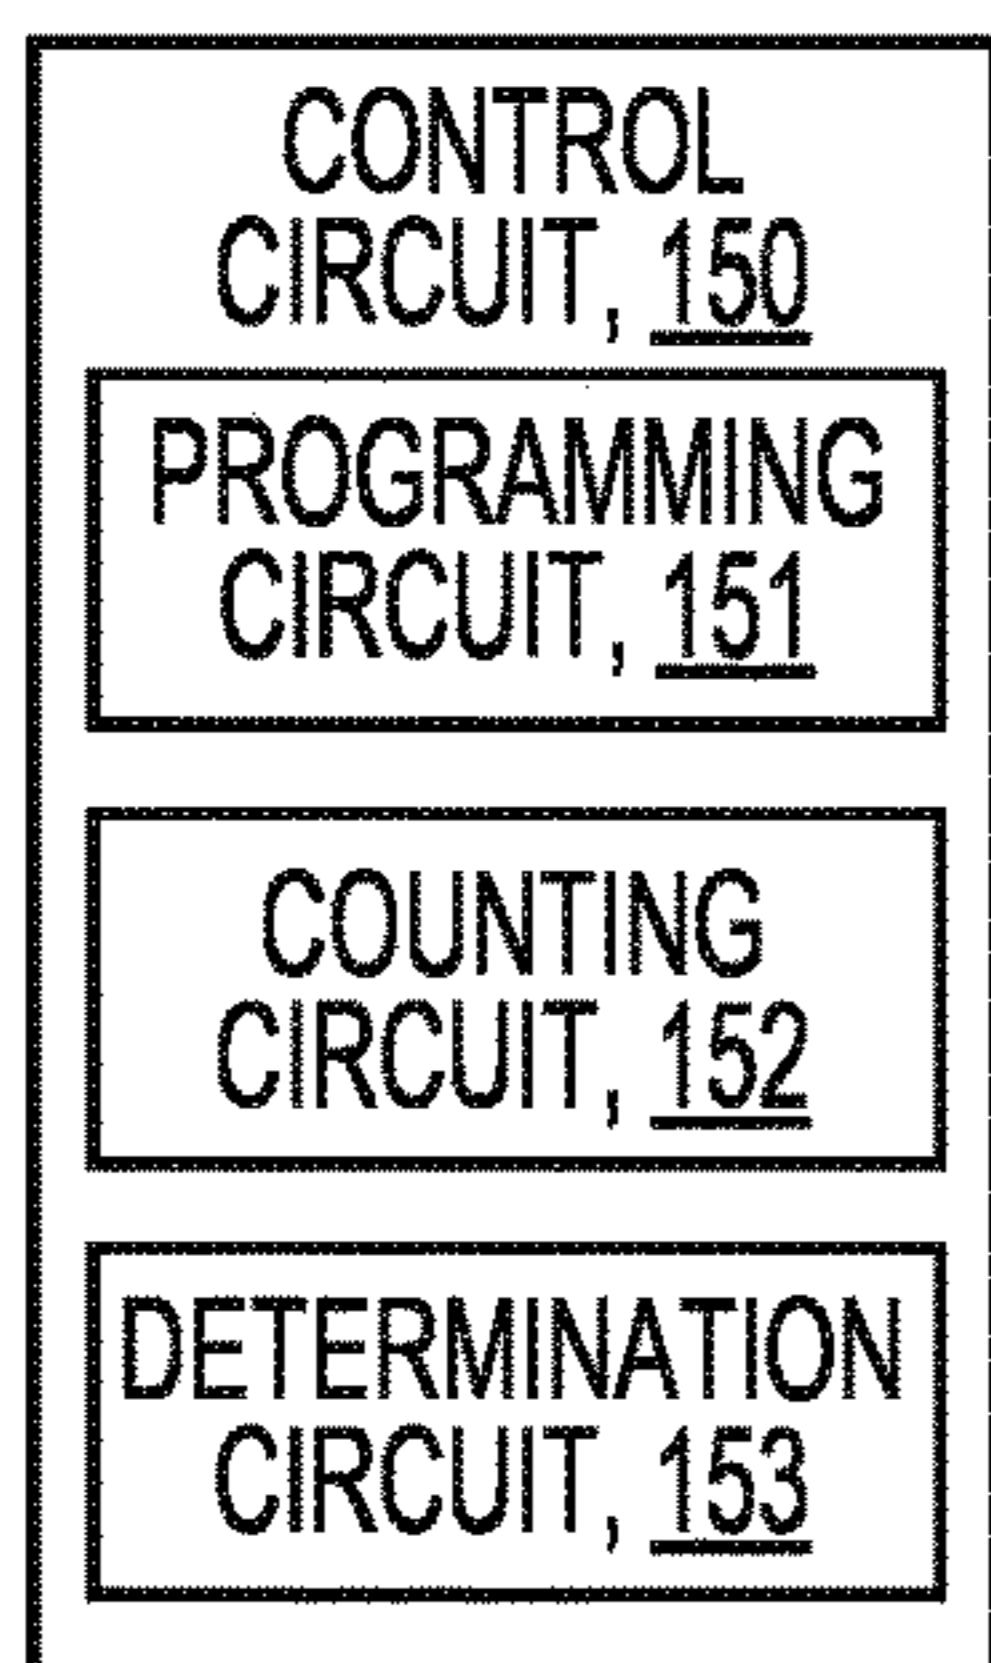 CONTROL
CIRCUIT, 150
PROGRAMMING
CIRCUIT, 151
COUNTING
CIRCUIT, 152
DETERMINATION
CIRCUIT, 153